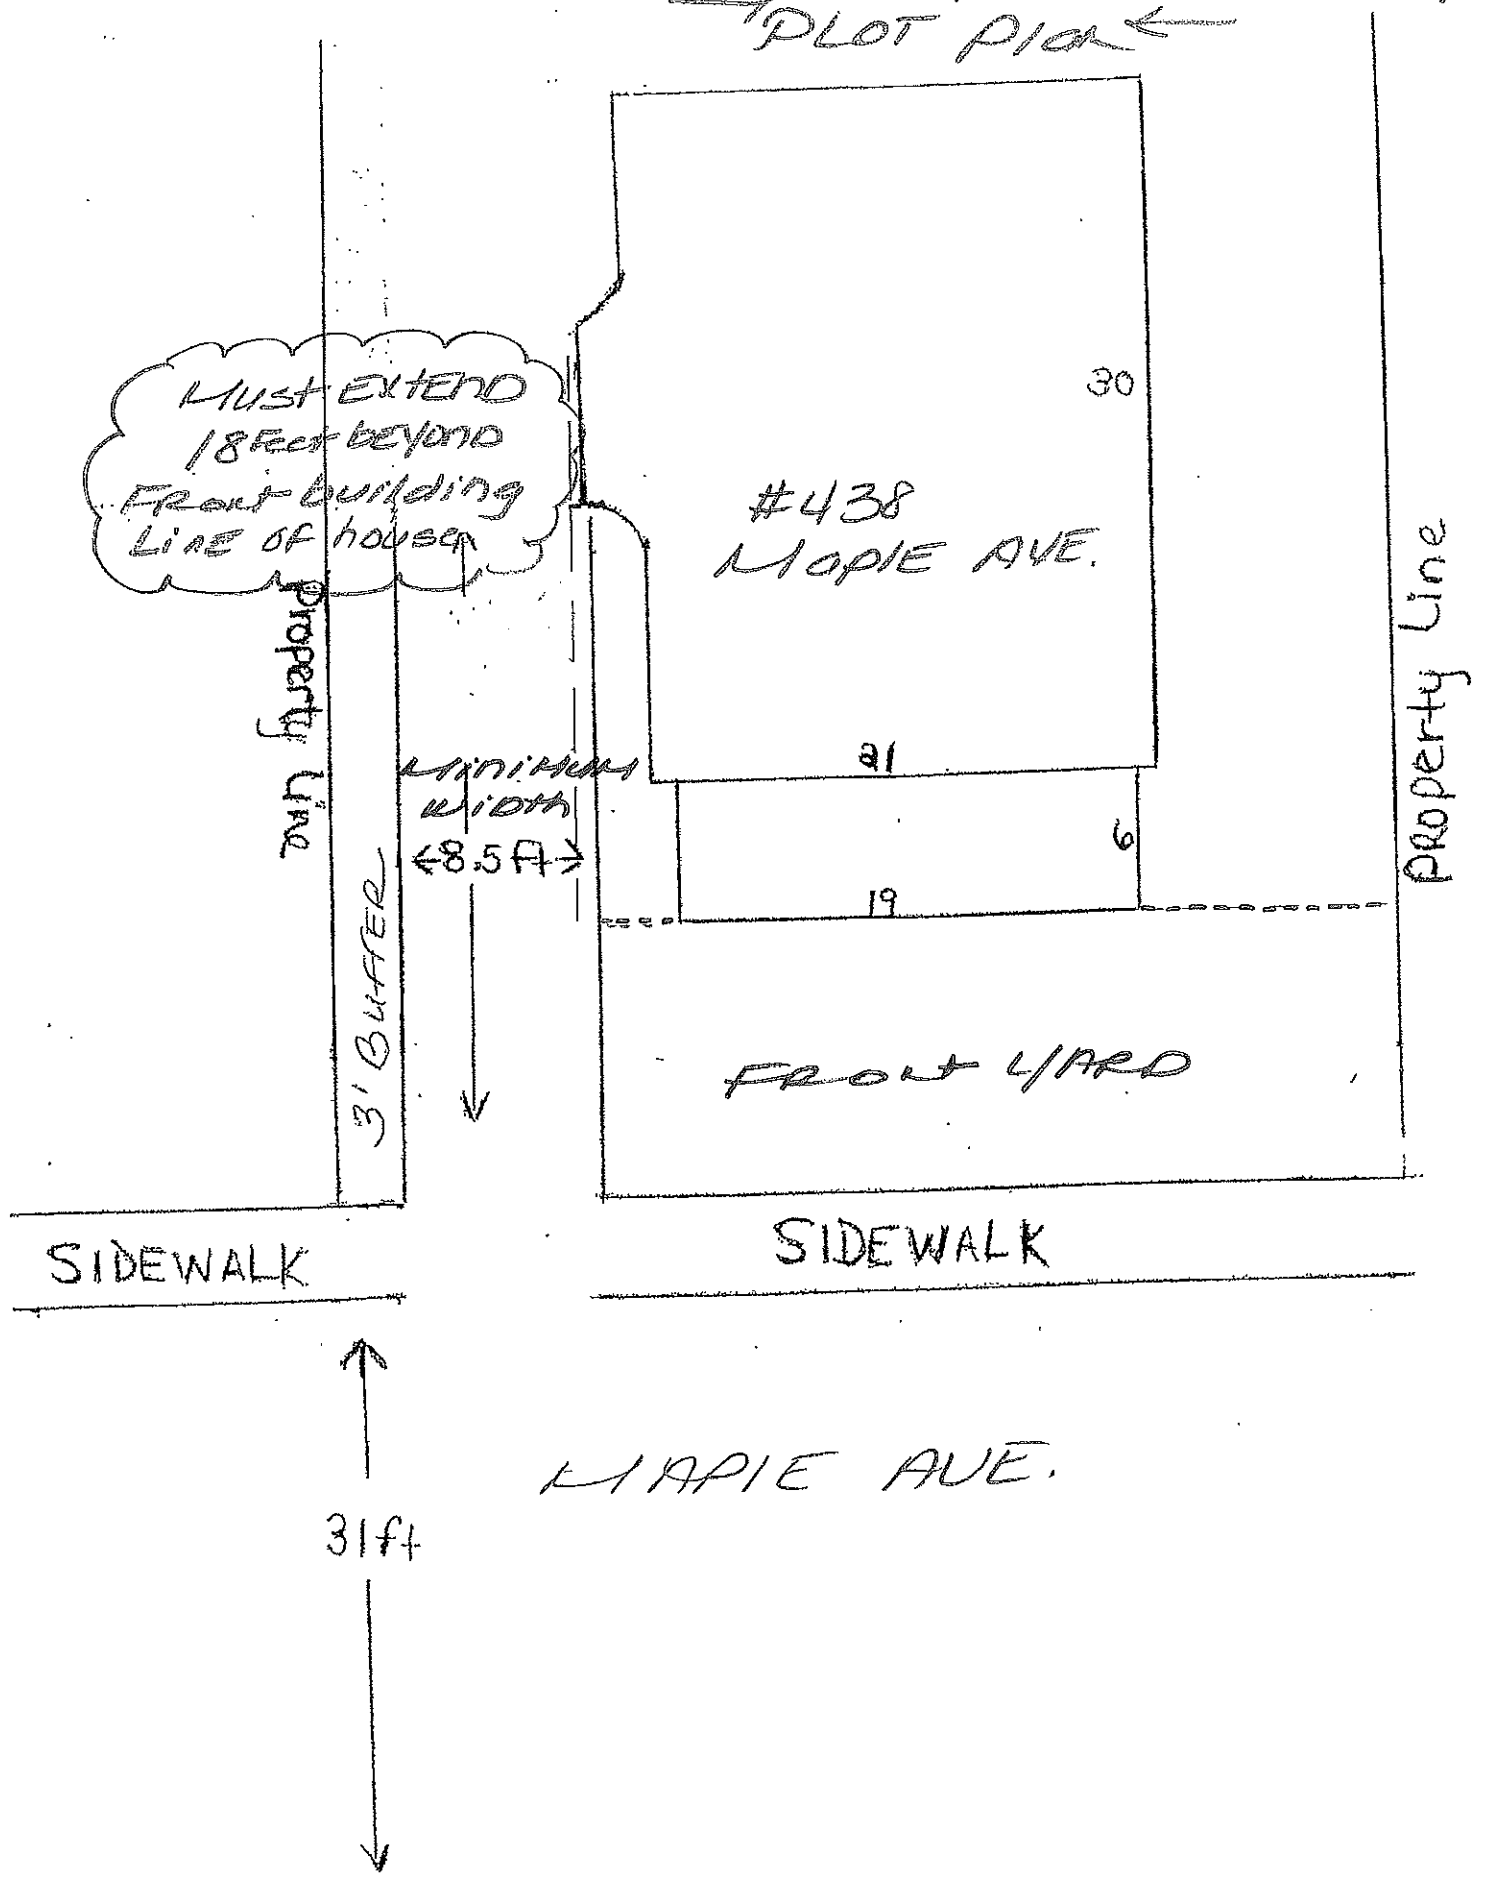 PLOT Plan
Must EXTEND
18 Feet beyond
Front building
Line of house
30
#438
Maple AVE.
Property Line
Property Line
21
Minimum
Width
8.5 ft
6
19
3' BUFFER
FRont YARD
SIDEWALK
SIDEWALK
MAPlE AVE.
31ft